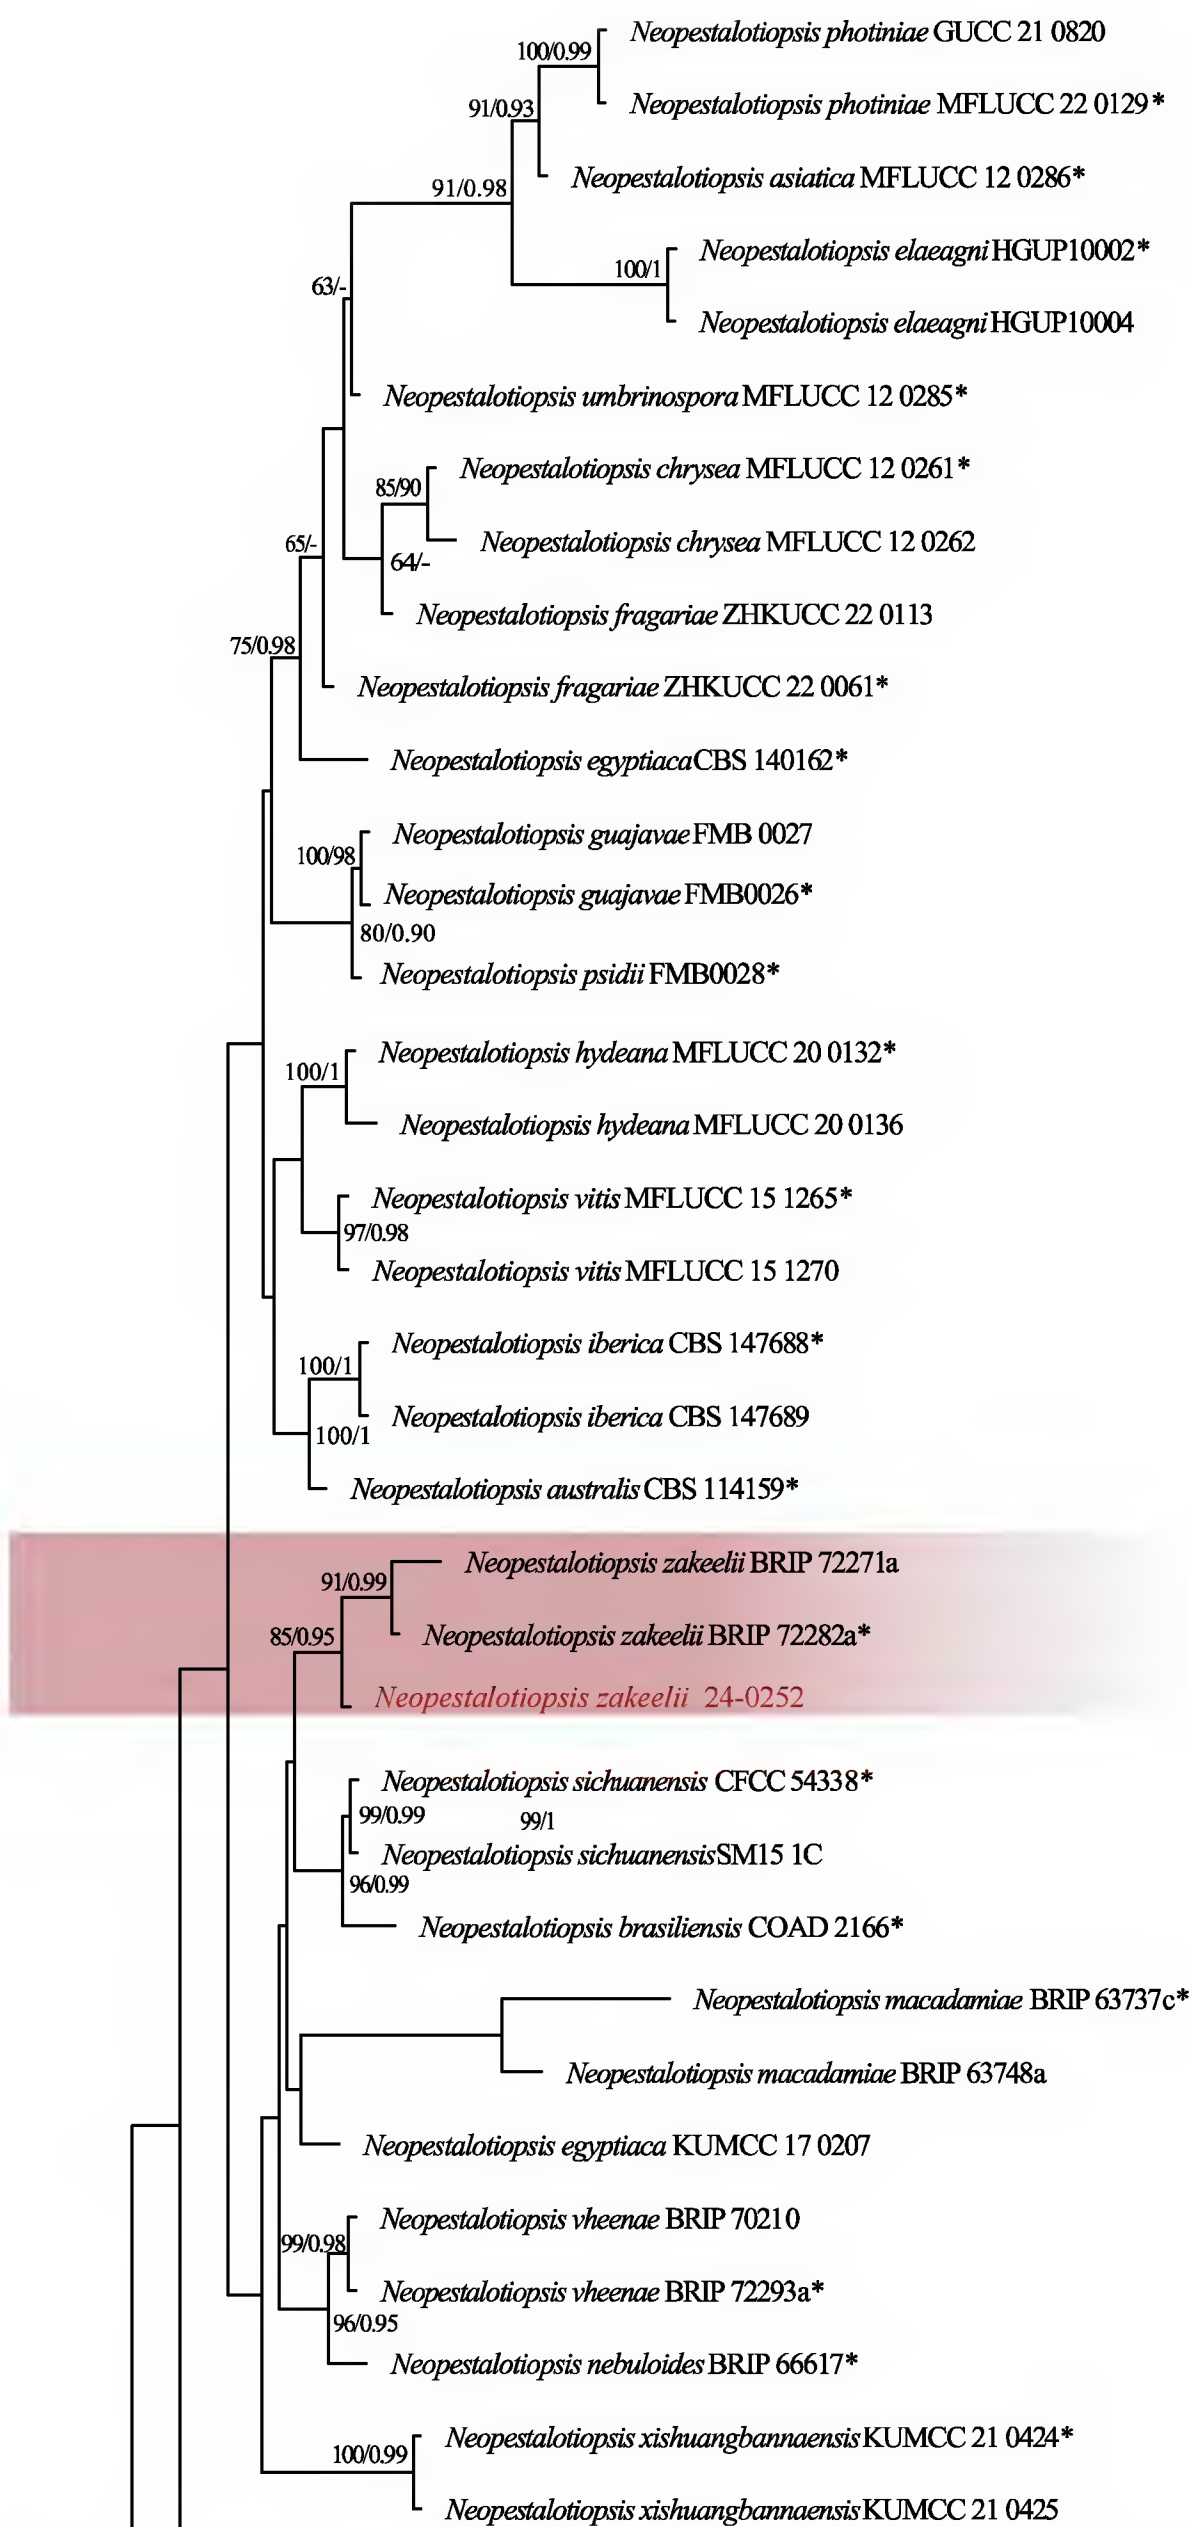 Neopestalotiopsis photiniae GUCC 21 0820
100/0.99
Neopestalotiopsis photiniae MFLUCC 22 0129*
91/0.93
Neopestalotiopsis asiatica MFLUCC 12 0286*
91/0.98
Neopestalotiopsis elaeagni HGUP10002*
100/1
63/-
Neopestalotiopsis elaeagni HGUP10004
Neopestalotiopsis umbrinospora MFLUCC 12 0285*
Neopestalotiopsis chrysea MFLUCC 12 0261*
85/90
Neopestalotiopsis chrysea MFLUCC 12 0262
65/-
64/-
Neopestalotiopsis fragariae ZHKUCC 22 0113
75/0.98
Neopestalotiopsis fragariae ZHKUCC 22 0061*
Neopestalotiopsis egyptiaca CBS 140162*
Neopestalotiopsis guajavae FMB 0027
100/98
Neopestalotiopsis guajavae FMB0026*
80/0.90
Neopestalotiopsis psidii FMB0028*
Neopestalotiopsis hydeana MFLUCC 20 0132*
100/1
Neopestalotiopsis hydeana MFLUCC 20 0136
Neopestalotiopsis vitis MFLUCC 15 1265*
97/0.98
Neopestalotiopsis vitis MFLUCC 15 1270
Neopestalotiopsis iberica CBS 147688*
100/1
Neopestalotiopsis iberica CBS 147689
100/1
Neopestalotiopsis australis CBS 114159*
Neopestalotiopsis zakeelii BRIP 72271a
91/0.99
Neopestalotiopsis zakeelii BRIP 72282a*
85/0.95
Neopestalotiopsis zakeelii 24-0252
Neopestalotiopsis sichuanensis CFCC 54338*
99/0.99 99/1
Neopestalotiopsis sichuanensis SM15 1C
96/0.99
Neopestalotiopsis brasiliensis COAD 2166*
Neopestalotiopsis macadamiae BRIP 63737c*
Neopestalotiopsis macadamiae BRIP 63748a
Neopestalotiopsis egyptiaca KUMCC 17 0207
Neopestalotiopsis vheenae BRIP 70210
99/0.98
Neopestalotiopsis vheenae BRIP 72293a*
96/0.95
Neopestalotiopsis nebuloides BRIP 66617*
Neopestalotiopsis xishuangbannaensis KUMCC 21 0424*
100/0.99
Neopestalotiopsis xishuangbannaensis KUMCC 21 0425